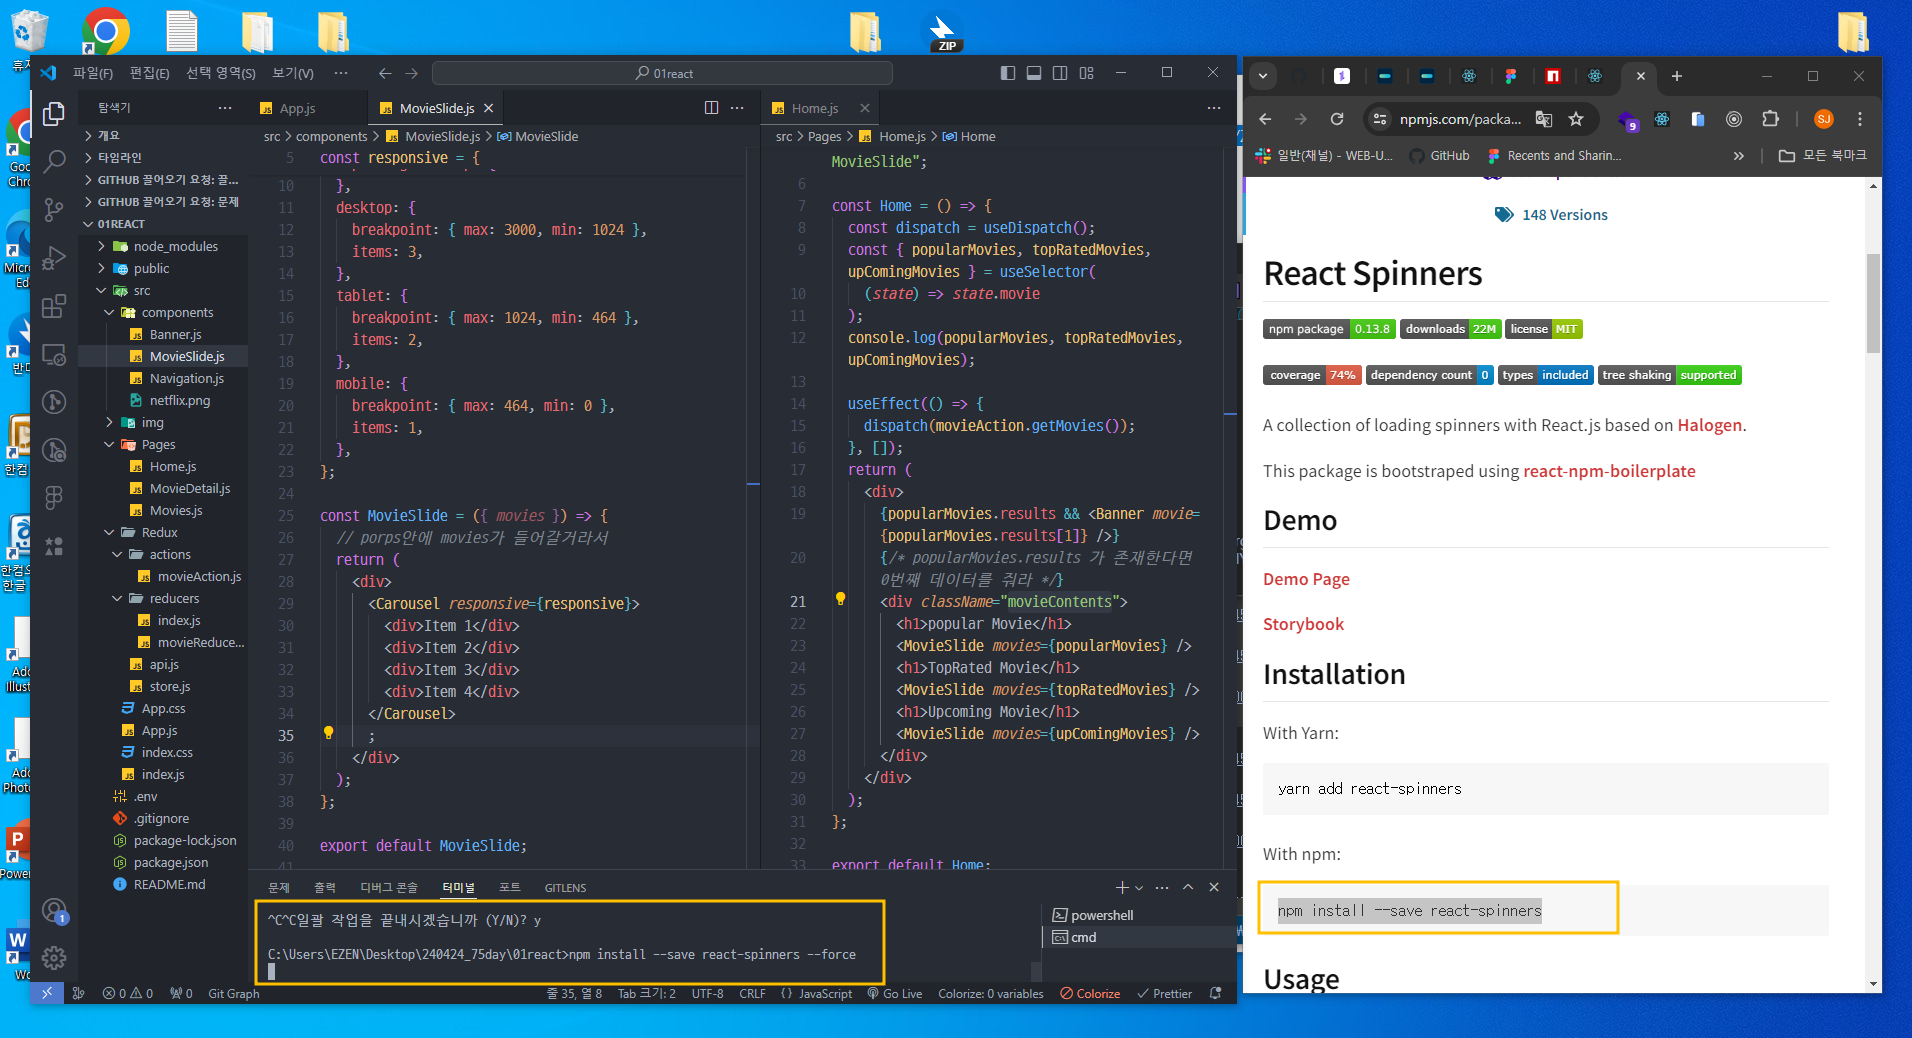 ZIP
파일(F) 편집(E) 선택 영역(S) 보기(V) ··· 01react
탐색기 ···
개요
타임라인
GITHUB 끌어오기 요청: 끌...
GITHUB 끌어오기 요청: 문제
01REACT
node_modules
public
src
components
Banner.js
MovieSlide.js
Navigation.js
netflix.png
img
Pages
Home.js
MovieDetail.js
Movies.js
Redux
actions
movieAction.js
reducers
index.js
movieReduce...
api.js
store.js
App.css
App.js
index.css
index.js
.env
.gitignore
package-lock.json
package.json
README.md
App.js MovieSlide.js
src > components > MovieSlide.js > MovieSlide
5 const responsive = {
10 },
11 desktop: {
12 breakpoint: { max: 3000, min: 1024 },
13 items: 3,
14 },
15 tablet: {
16 breakpoint: { max: 1024, min: 464 },
17 items: 2,
18 },
19 mobile: {
20 breakpoint: { max: 464, min: 0 },
21 items: 1,
22 },
23 };
24
25 const MovieSlide = ({ movies }) => {
26 // porps안에 movies가 들어갈거라서
27 return (
28 <div>
29 <Carousel responsive={responsive}>
30 <div>Item 1</div>
31 <div>Item 2</div>
32 <div>Item 3</div>
33 <div>Item 4</div>
34 </Carousel>
35 ;
36 </div>
37 );
38 };
39
40 export default MovieSlide;
41
Home.js
src > Pages > Home.js > Home
MovieSlide";
6
7 const Home = () => {
8 const dispatch = useDispatch();
9 const { popularMovies, topRatedMovies,
upComingMovies } = useSelector(
10 (state) => state.movie
11 );
12 console.log(popularMovies, topRatedMovies,
upComingMovies);
13
14 useEffect(() => {
15 dispatch(movieAction.getMovies());
16 }, []);
17 return (
18 <div>
19 {popularMovies.results && <Banner movie=
{popularMovies.results[1]} />}
20 {/* popularMovies.results 가 존재한다면
0번째 데이터를 줘라 */}
21 <div className="movieContents">
22 <h1>popular Movie</h1>
23 <MovieSlide movies={popularMovies} />
24 <h1>TopRated Movie</h1>
25 <MovieSlide movies={topRatedMovies} />
26 <h1>Upcoming Movie</h1>
27 <MovieSlide movies={upComingMovies} />
28 </div>
29 </div>
30 );
31 };
32
33 export default Home;
문제 출력 디버그 콘솔 터미널 포트 GITLENS
^C^C일괄 작업을 끝내시겠습니까 (Y/N)? y
C:\Users\EZEN\Desktop\240424_75day\01react>npm install --save react-spinners --force
powershell
cmd
0 0 0 Git Graph 줄 35, 열 8 Tab 크기: 2 UTF-8 CRLF {} JavaScript Go Live Colorize: 0 variables Colorize Prettier
npmjs.com/packa... 9 SJ
일반(채널) - WEB-U... GitHub Recents and Sharin... 모든 북마크
148 Versions
React Spinners
npm package 0.13.8 downloads 22M license MIT
coverage 74% dependency count 0 types included tree shaking supported
A collection of loading spinners with React.js based on Halogen.
This package is bootstraped using react-npm-boilerplate
Demo
Demo Page
Storybook
Installation
With Yarn:
yarn add react-spinners
With npm:
npm install --save react-spinners
Usage